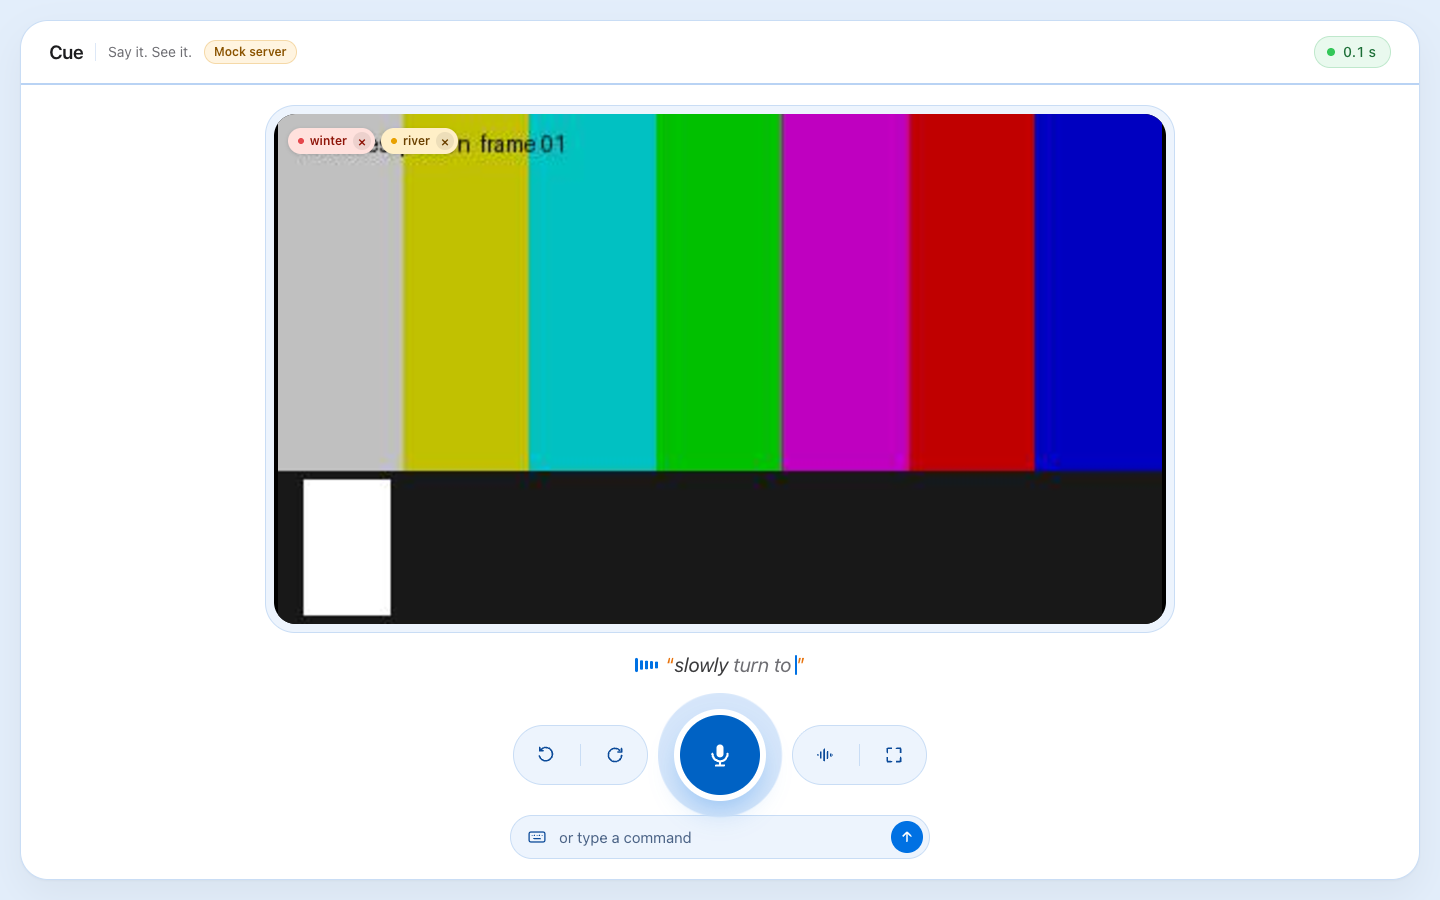 Cue
Say it. See it.
Mock server
0.1 s
winter
river
frame 01
“slowly turn to”
or type a command